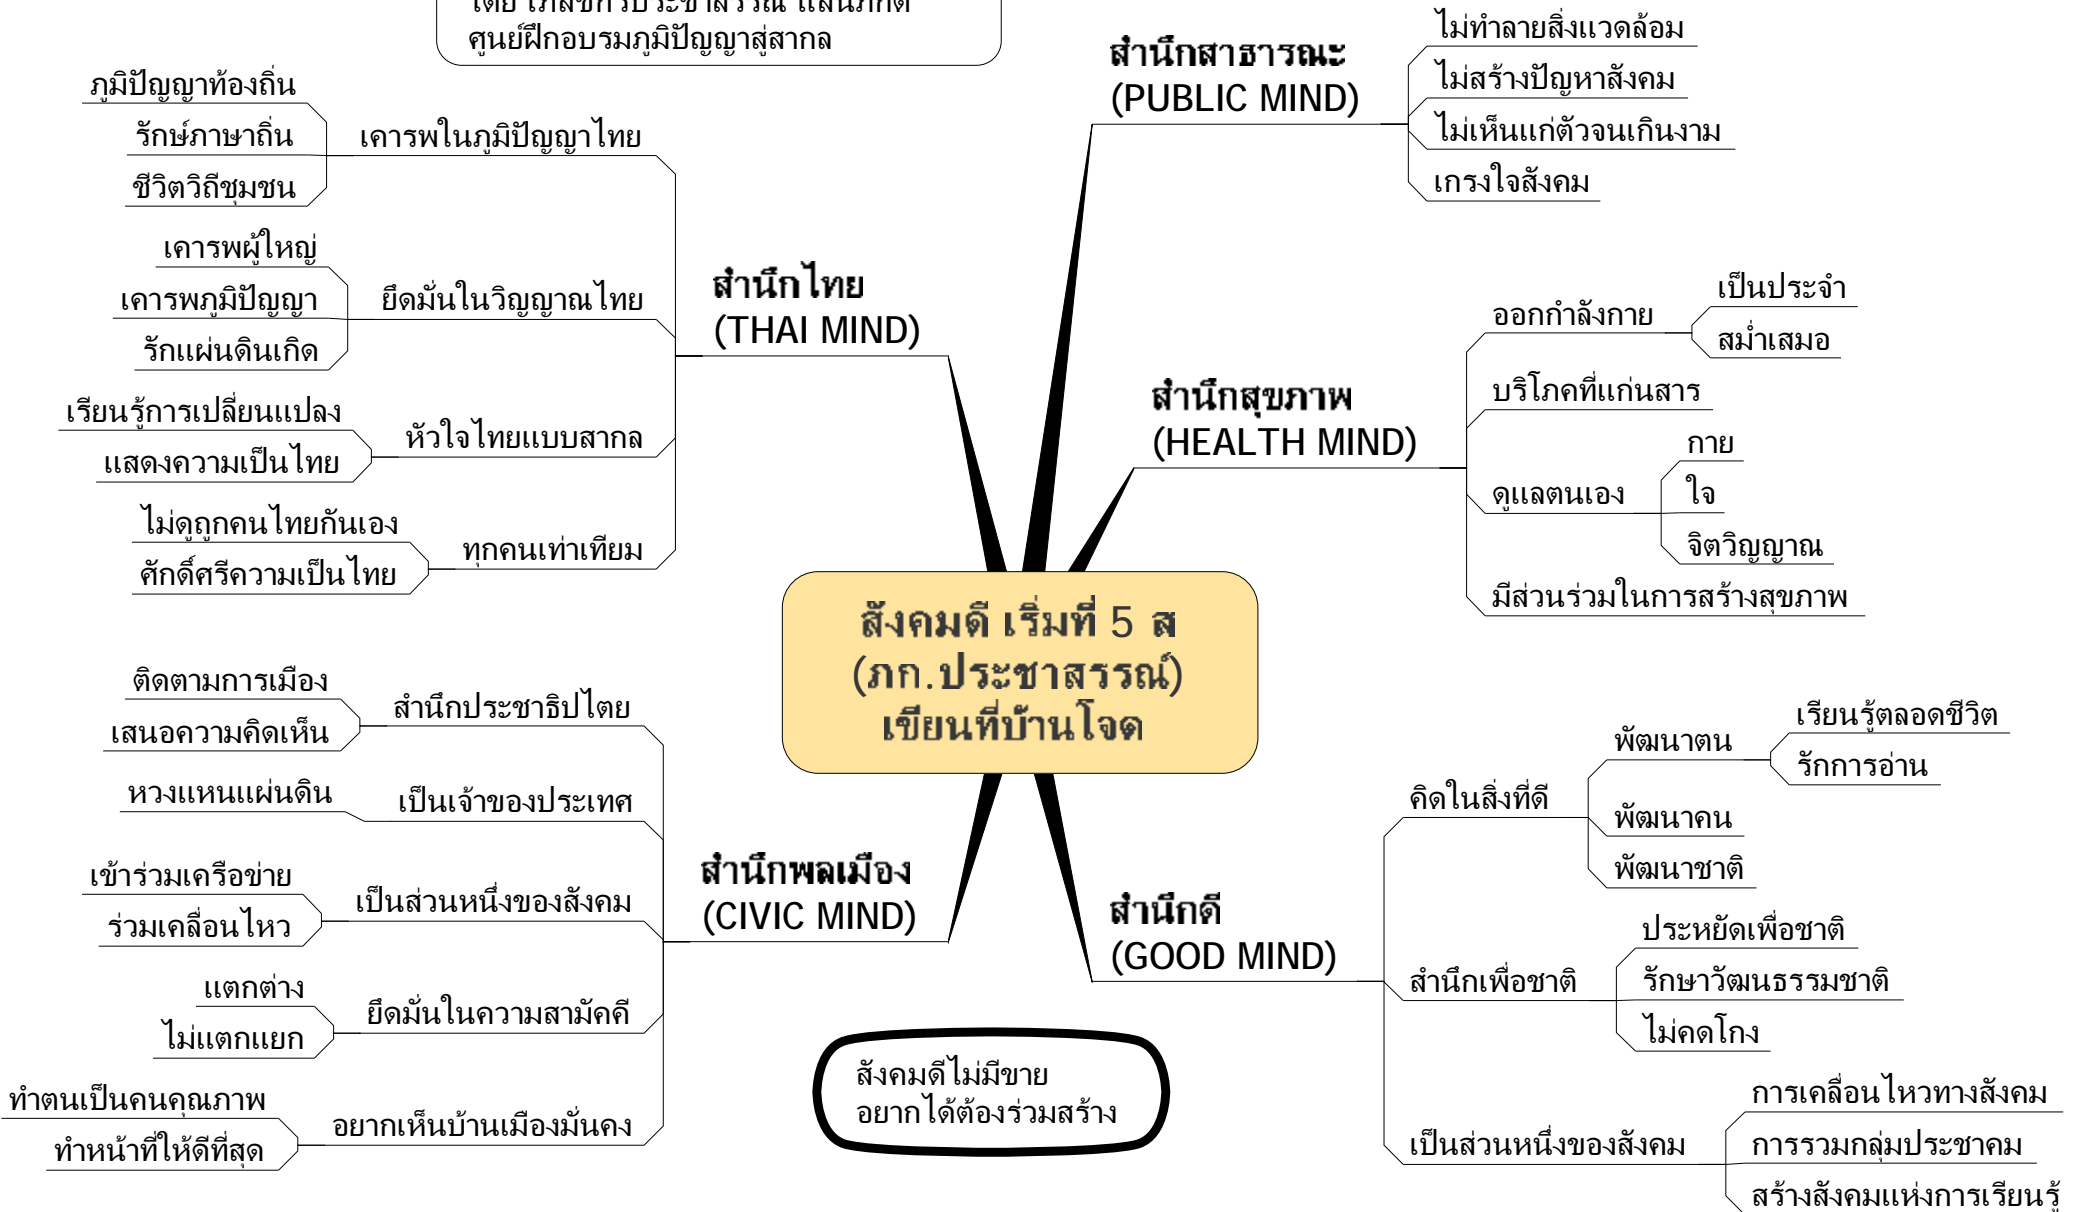 โดย เภสัชกรประชาสรรณ์ แสนภักดี
ศูนย์ฝึกอบรมภูมิปัญญาสู่สากล
สังคมดี เริ่มที่ 5 ส
(ภก.ประชาสรรณ์)
เขียนที่บ้านโจด
สำนึกสาธารณะ
(PUBLIC MIND)
ไม่ทำลายสิ่งแวดล้อม
ไม่สร้างปัญหาสังคม
ไม่เห็นแก่ตัวจนเกินงาม
เกรงใจสังคม
สำนึกสุขภาพ
(HEALTH MIND)
ออกกำลังกาย
เป็นประจำ
สม่ำเสมอ
บริโภคที่แก่นสาร
ดูแลตนเอง
กาย
ใจ
จิตวิญญาณ
มีส่วนร่วมในการสร้างสุขภาพ
สำนึกดี
(GOOD MIND)
คิดในสิ่งที่ดี
พัฒนาตน
เรียนรู้ตลอดชีวิต
รักการอ่าน
พัฒนาคน
พัฒนาชาติ
สำนึกเพื่อชาติ
ประหยัดเพื่อชาติ
รักษาวัฒนธรรมชาติ
ไม่คดโกง
เป็นส่วนหนึ่งของสังคม
การเคลื่อนไหวทางสังคม
การรวมกลุ่มประชาคม
สร้างสังคมแห่งการเรียนรู้
สำนึกไทย
(THAI MIND)
เคารพในภูมิปัญญาไทย
ภูมิปัญญาท้องถิ่น
รักษ์ภาษาถิ่น
ชีวิตวิถีชุมชน
ยึดมั่นในวิญญาณไทย
เคารพผู้ใหญ่
เคารพภูมิปัญญา
รักแผ่นดินเกิด
หัวใจไทยแบบสากล
เรียนรู้การเปลี่ยนแปลง
แสดงความเป็นไทย
ทุกคนเท่าเทียม
ไม่ดูถูกคนไทยกันเอง
ศักดิ์ศรีความเป็นไทย
สำนึกพลเมือง
(CIVIC MIND)
สำนึกประชาธิปไตย
ติดตามการเมือง
เสนอความคิดเห็น
เป็นเจ้าของประเทศ
หวงแหนแผ่นดิน
เป็นส่วนหนึ่งของสังคม
เข้าร่วมเครือข่าย
ร่วมเคลื่อนไหว
ยึดมั่นในความสามัคคี
แตกต่าง
ไม่แตกแยก
อยากเห็นบ้านเมืองมั่นคง
ทำตนเป็นคนคุณภาพ
ทำหน้าที่ให้ดีที่สุด
สังคมดีไม่มีขาย
อยากได้ต้องร่วมสร้าง